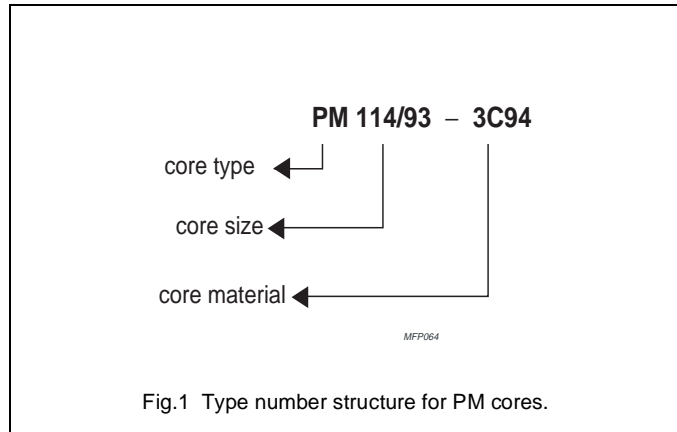 PM 114/93 – 3C94
core type
core size
core material
MFP064
Fig.1 Type number structure for PM cores.